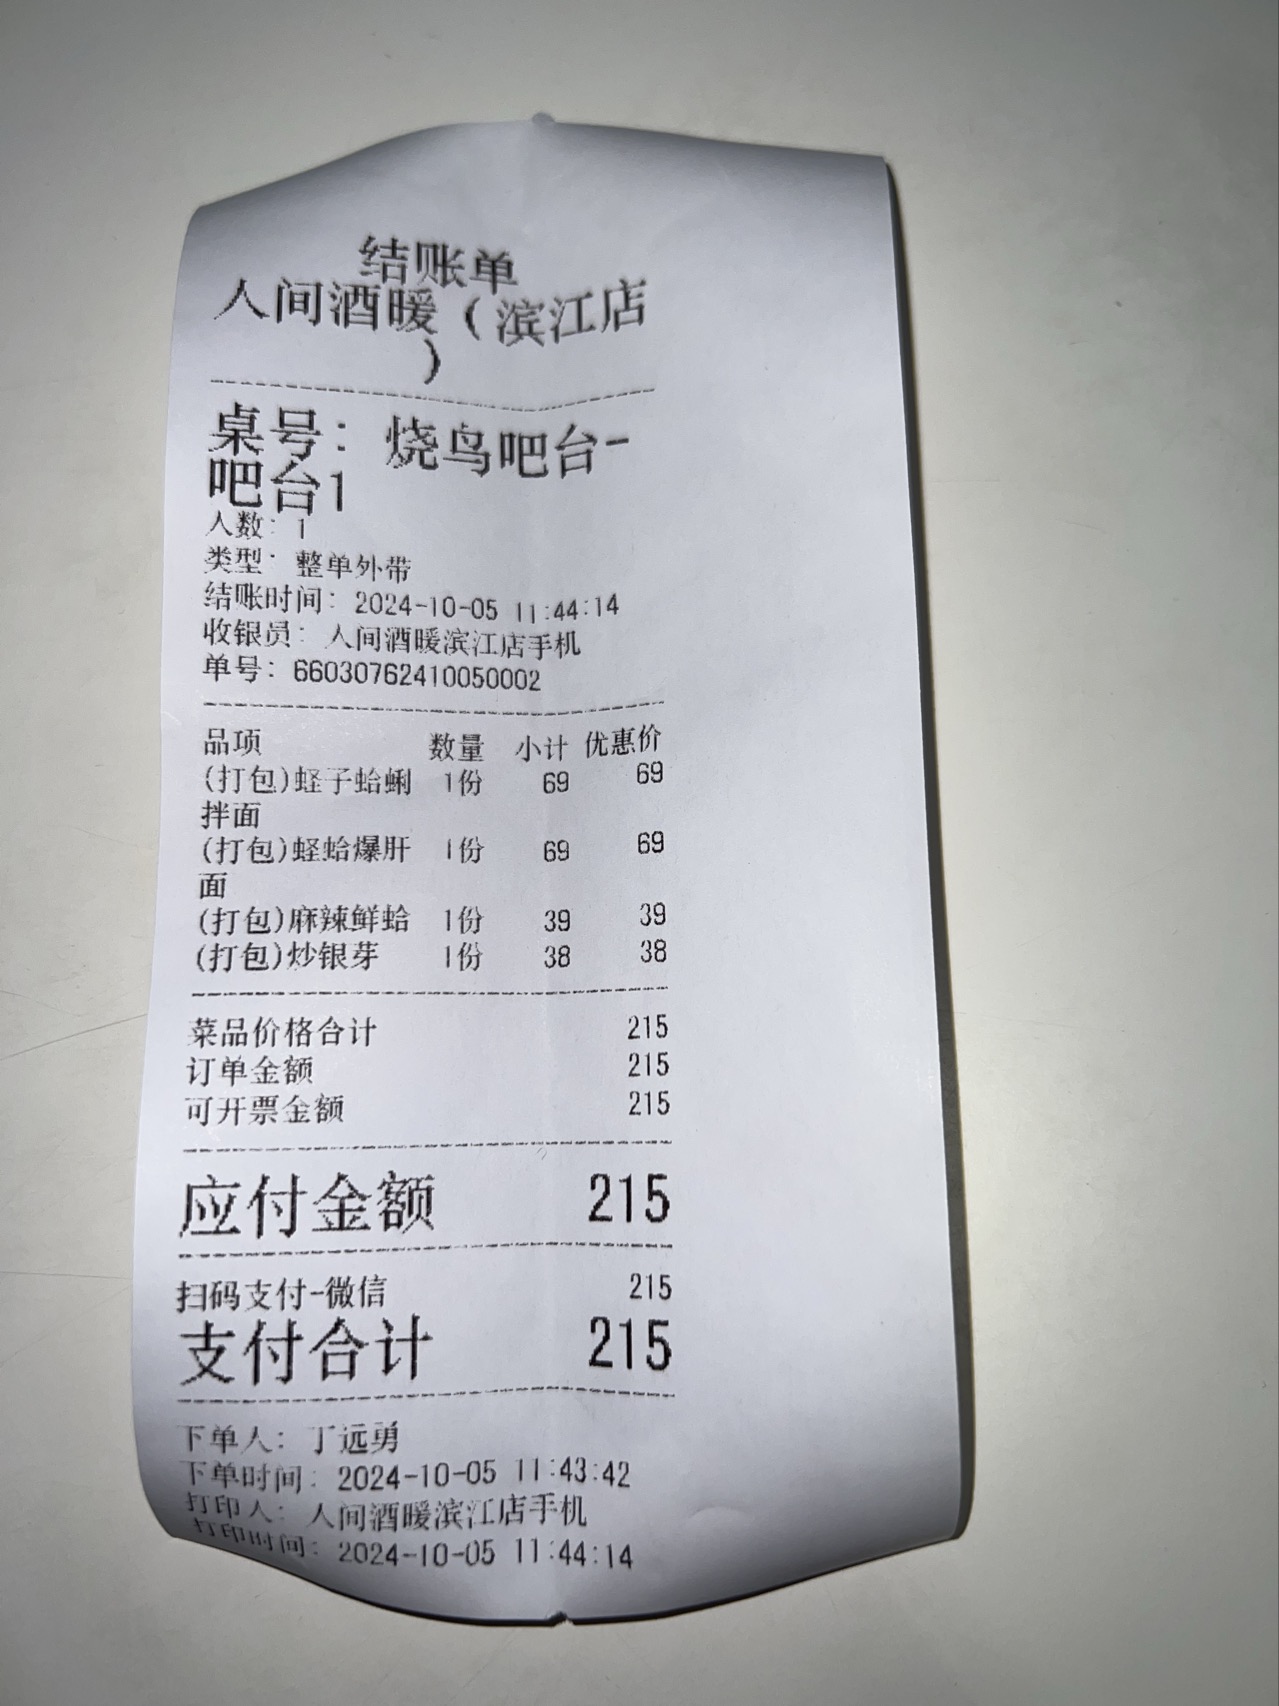 结账单
人间酒暖（滨江店
）
桌号： 烧鸟吧台-
吧台1
人数：1
类型：整单外带
结账时间：2024-10-05 11:44:14
收银员：人间酒暖滨江店手机
单号：660307622410050002
品项 数量 小计 优惠价
(打包)蛏子蛤蜊 1份 69 69
拌面
(打包)蛏蛤爆肝 1份 69 69
面
(打包)麻辣鲜蛤 1份 39 39
(打包)炒银芽 1份 38 38
菜品价格合计 215
订单金额 215
可开票金额 215
应付金额 215
扫码支付-微信 215
支付合计 215
下单人：丁远勇
下单时间：2024-10-05 11:43:42
打印人：人间酒暖滨江店手机
打印时间：2024-10-05 11:44:14